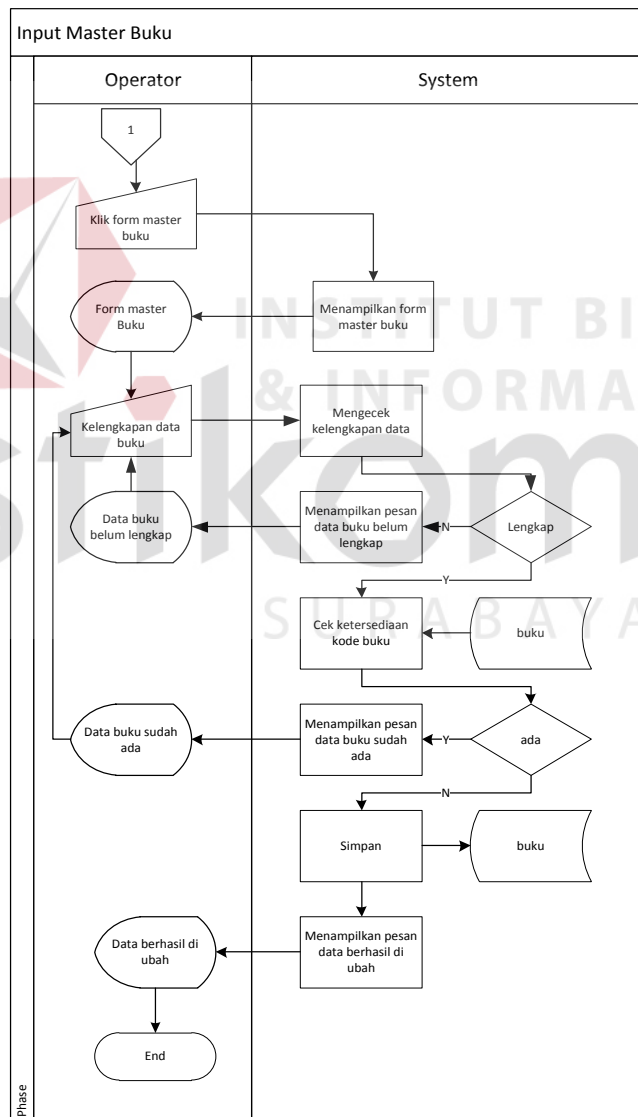 Input Master Buku
Operator
System
1
Klik form master
buku
Form master
Buku
Menampilkan form
master buku
INSTITUT BI
& INFORMA
stikom
SURABAYA
Kelengkapan data
buku
Mengecek
kelengkapan data
Data buku
belum lengkap
Menampilkan pesan
data buku belum
lengkap
N
Lengkap
Y
Cek ketersediaan
kode buku
buku
Data buku sudah
ada
Menampilkan pesan
data buku sudah
ada
Y
ada
N
Simpan
buku
Data berhasil di
ubah
Menampilkan pesan
data berhasil di
ubah
End
Phase